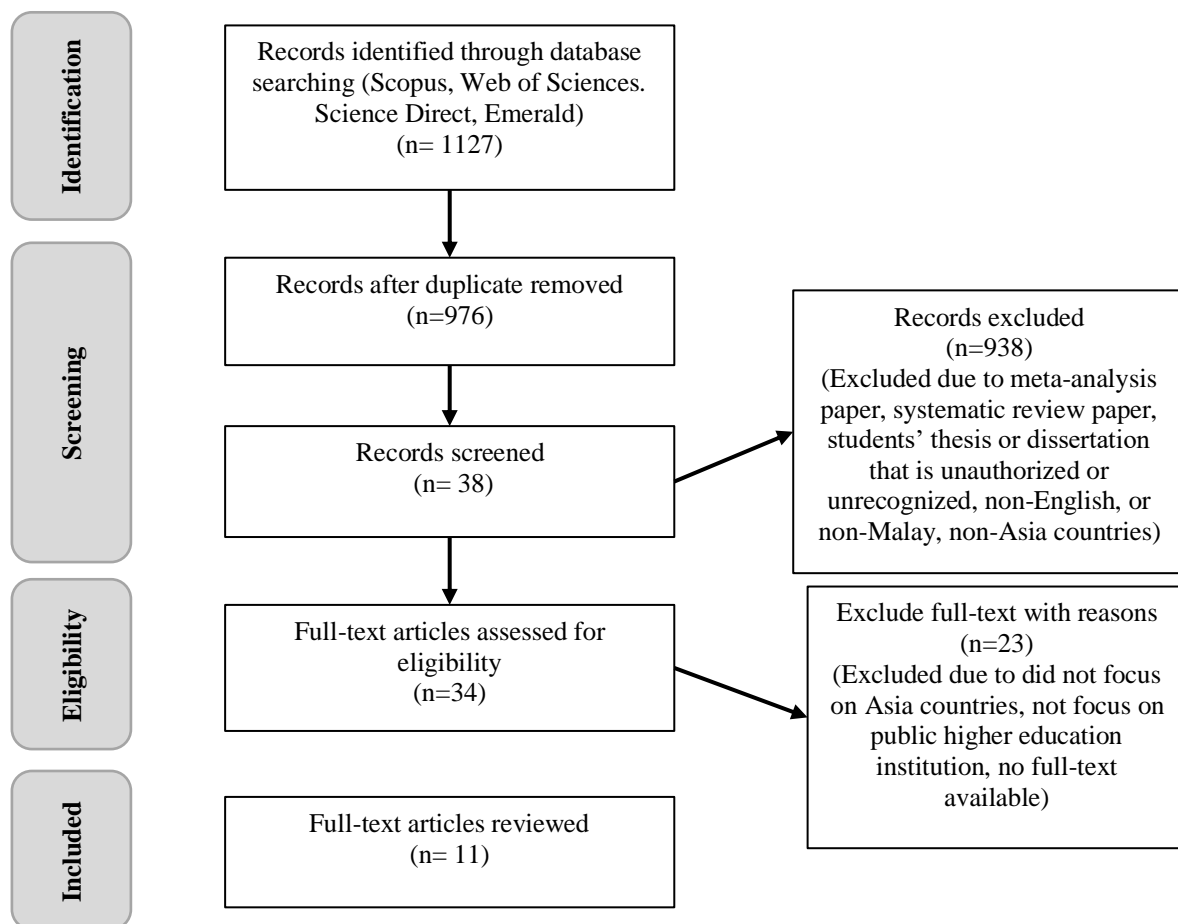 Identification
Records identified through database
searching (Scopus, Web of Sciences.
Science Direct, Emerald)
(n= 1127)
Screening
Records after duplicate removed
(n=976)
Records excluded
(n=938)
(Excluded due to meta-analysis
paper, systematic review paper,
students’ thesis or dissertation
that is unauthorized or
unrecognized, non-English, or
non-Malay, non-Asia countries)
Records screened
(n= 38)
Eligibility
Full-text articles assessed for
eligibility
(n=34)
Exclude full-text with reasons
(n=23)
(Excluded due to did not focus
on Asia countries, not focus on
public higher education
institution, no full-text
available)
Included
Full-text articles reviewed
(n= 11)